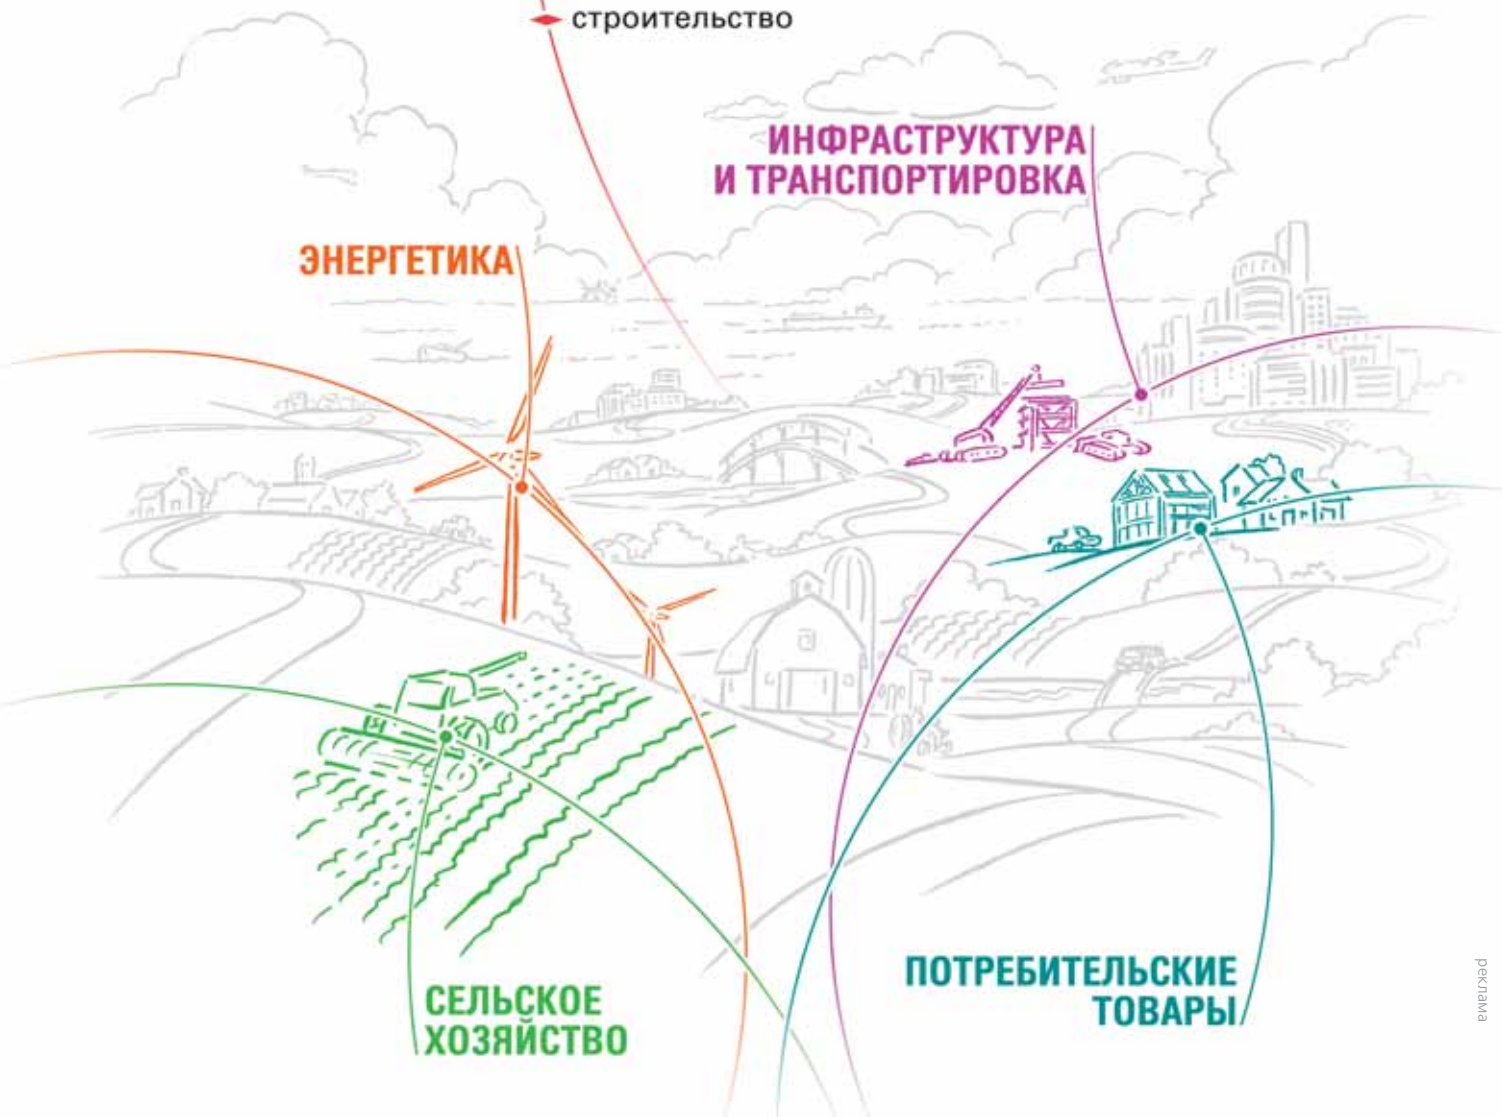 строительство
ИНФРАСТРУКТУРА
И ТРАНСПОРТИРОВКА
ЭНЕРГЕТИКА
ПОТРЕБИТЕЛЬСКИЕ
ТОВАРЫ
СЕЛЬСКОЕ
ХОЗЯЙСТВО
реклама